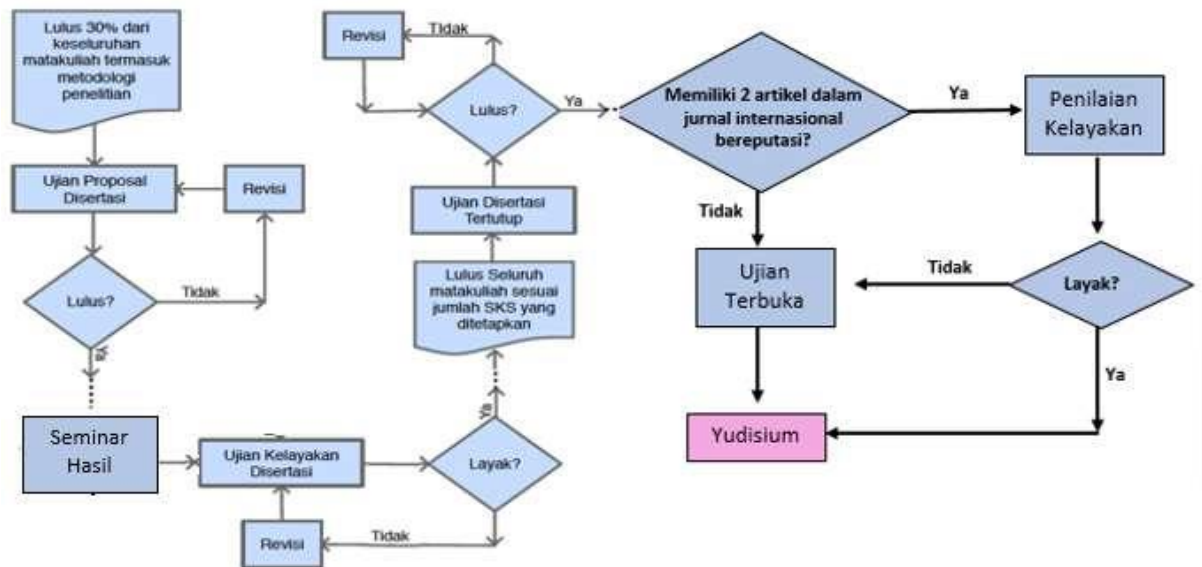 Lulus 30% dari
keseluruhan
matakuliah termasuk
metodologi
penelitian
Ujian Proposal
Disertasi
Revisi
Lulus?
Tidak
Ya
Seminar
Hasil
Ujian Kelayakan
Disertasi
Layak?
Tidak
Revisi
Ya
Lulus Seluruh
matakuliah sesuai
jumlah SKS yang
ditetapkan
Ujian Disertasi
Tertutup
Lulus?
Tidak
Revisi
Ya
Memiliki 2 artikel dalam
jurnal internasional
bereputasi?
Ya
Penilaian
Kelayakan
Tidak
Ujian
Terbuka
Tidak
Layak?
Ya
Yudisium